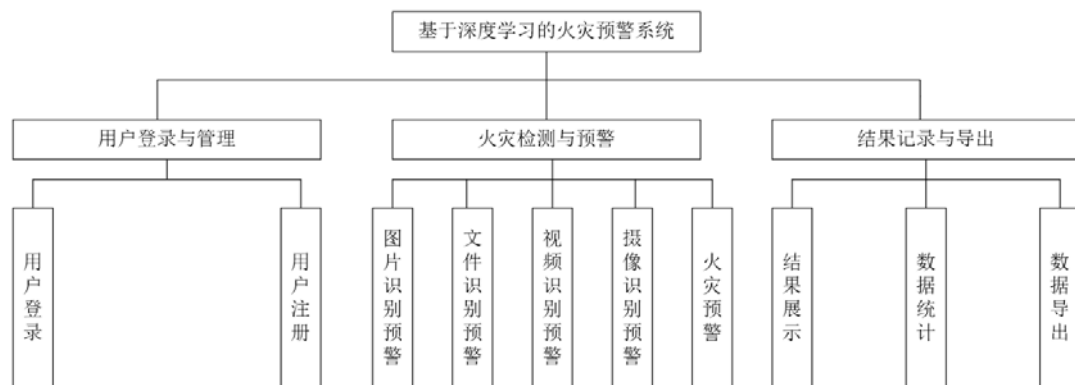 基于深度学习的火灾预警系统
用户登录与管理
火灾检测与预警
结果记录与导出
用户登录
用户注册
图片识别预警
文件识别预警
视频识别预警
摄像识别预警
火灾预警
结果展示
数据统计
数据导出